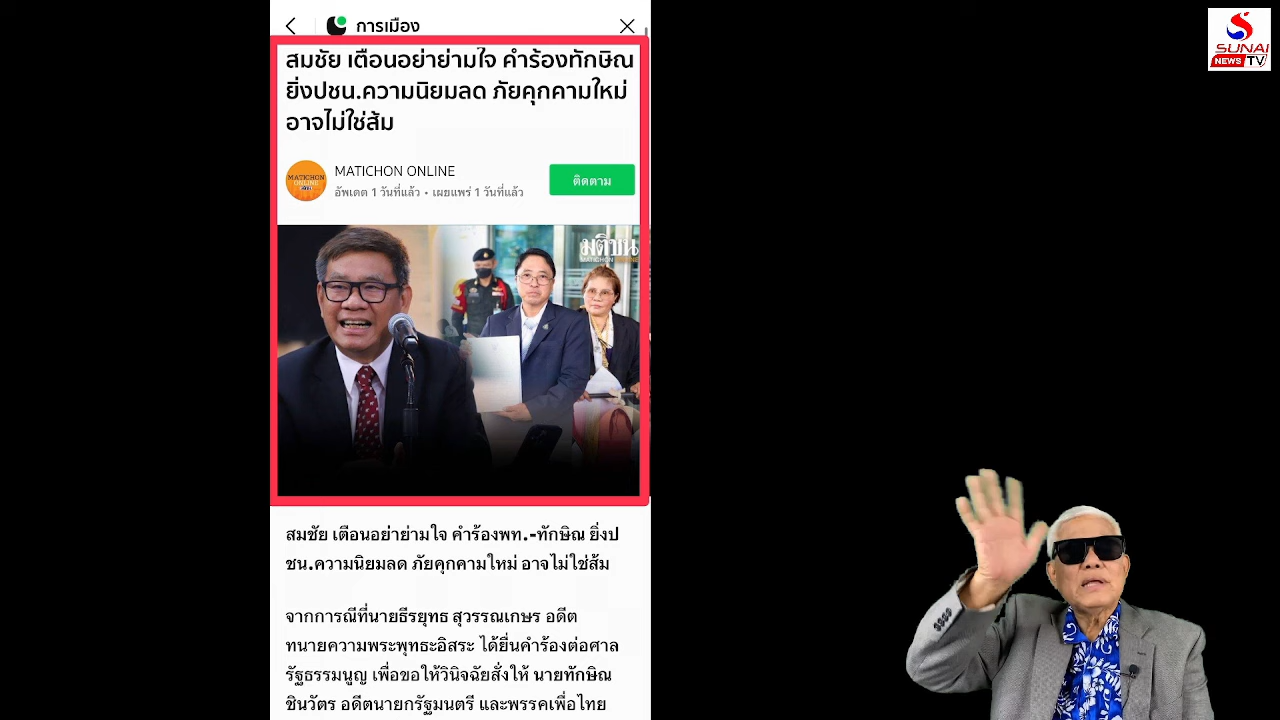 การเมือง
สมชัย เตือนอย่าย่ามใจ คำร้องทักษิณ
ยิ่งปชน.ความนิยมลด ภัยคุกคามใหม่
อาจไม่ใช่ส้ม
MATICHON ONLINE
อัพเดต 1 วันที่แล้ว • เผยแพร่ 1 วันที่แล้ว
ติดตาม
MATICHON
ONLINE
มติชน
MATICHON ONLINE
สมชัย เตือนอย่าย่ามใจ คำร้องพท.-ทักษิณ ยิ่งป
ชน.ความนิยมลด ภัยคุกคามใหม่ อาจไม่ใช่ส้ม
จากการณีที่นายธีรยุทธ สุวรรณเกษร อดีต
ทนายความพระพุทธะอิสระ ได้ยื่นคำร้องต่อศาล
รัฐธรรมนูญ เพื่อขอให้วินิจฉัยสั่งให้ นายทักษิณ
ชินวัตร อดีตนายกรัฐมนตรี และพรรคเพื่อไทย
SUNAI
NEWS TV